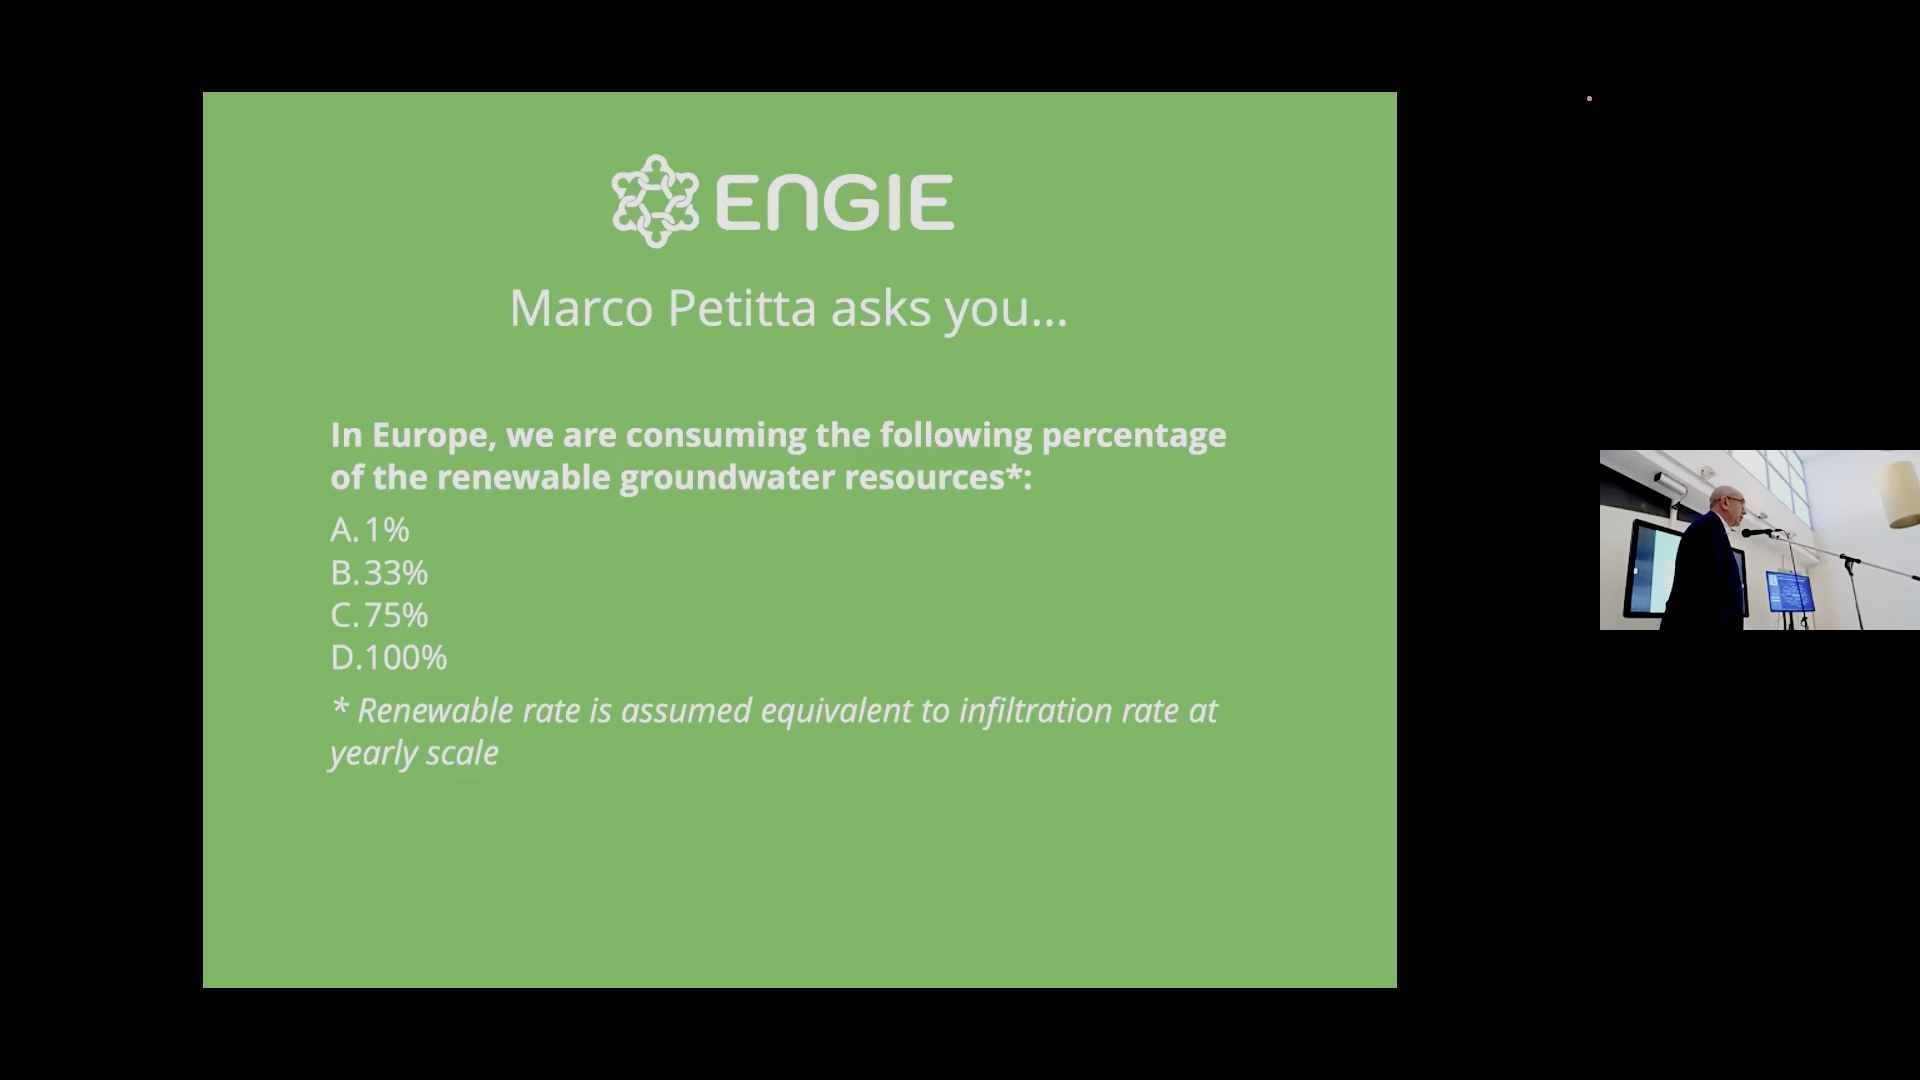 ENGIE
Marco Petitta asks you...
In Europe, we are consuming the following percentage
of the renewable groundwater resources*:
A. 1%
B. 33%
C. 75%
D. 100%
* Renewable rate is assumed equivalent to infiltration rate at
yearly scale